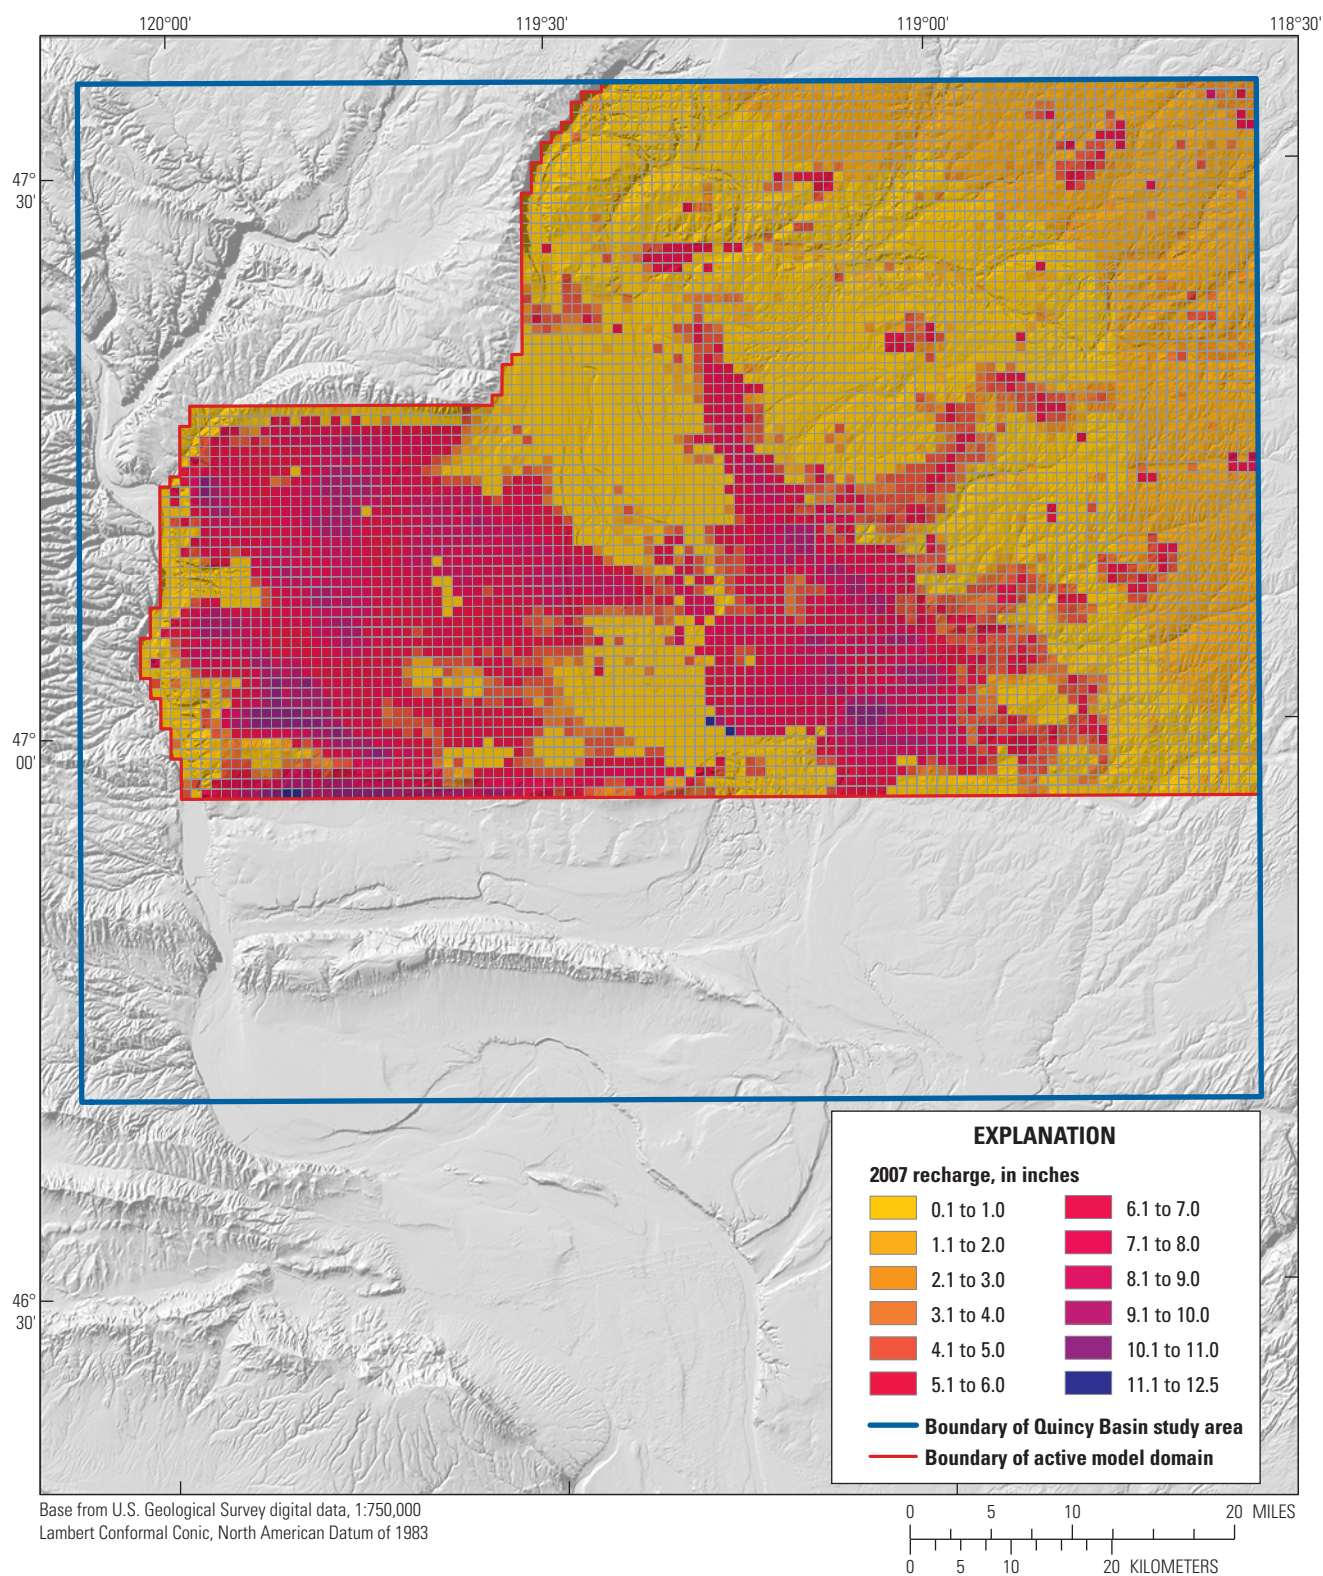 120°00'
119°30'
119°00'
118°30'
47°
30'
47°
00'
46°
30'
EXPLANATION
2007 recharge, in inches
0.1 to 1.0
1.1 to 2.0
2.1 to 3.0
3.1 to 4.0
4.1 to 5.0
5.1 to 6.0
6.1 to 7.0
7.1 to 8.0
8.1 to 9.0
9.1 to 10.0
10.1 to 11.0
11.1 to 12.5
Boundary of Quincy Basin study area
Boundary of active model domain
Base from U.S. Geological Survey digital data, 1:750,000
Lambert Conformal Conic, North American Datum of 1983
0 5 10 20 MILES
0 5 10 20 KILOMETERS